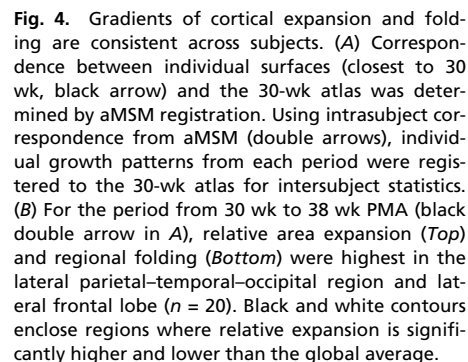 Fig. 4. Gradients of cortical expansion and fold-
ing are consistent across subjects. (A) Correspon-
dence between individual surfaces (closest to 30
wk, black arrow) and the 30-wk atlas was deter-
mined by aMSM registration. Using intrasubject cor-
respondence from aMSM (double arrows), individ-
ual growth patterns from each period were regis-
tered to the 30-wk atlas for intersubject statistics.
(B) For the period from 30 wk to 38 wk PMA (black
double arrow in A), relative area expansion (Top)
and regional folding (Bottom) were highest in the
lateral parietal–temporal–occipital region and lat-
eral frontal lobe (n = 20). Black and white contours
enclose regions where relative expansion is signifi-
cantly higher and lower than the global average.